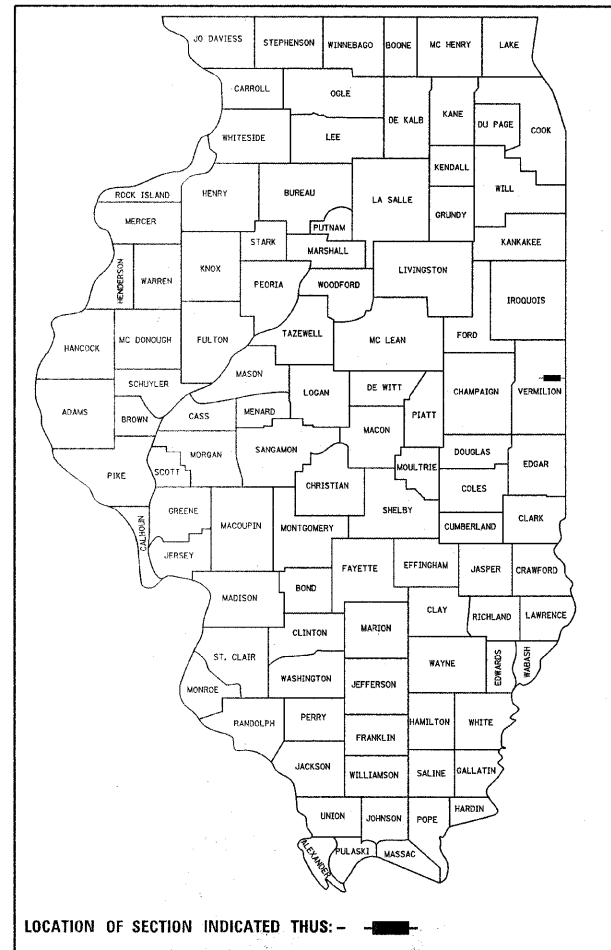 JO DAVIESS
STEPHENSON
WINNEBAGO
BOONE
MC HENRY
LAKE
CARROLL
OGLE
DE KALB
KANE
DU PAGE
COOK
WHITESIDE
LEE
KENDALL
WILL
ROCK ISLAND
HENRY
BUREAU
LA SALLE
GRUNDY
MERCER
PUTNAM
KANKAKEE
STARK
MARSHALL
HENDERSON
WARREN
KNOX
LIVINGSTON
PEORIA
WOODFORD
IROQUOIS
TAZEWELL
MC LEAN
FORD
HANCOCK
MC DONOUGH
FULTON
MASON
SCHUYLER
LOGAN
DE WITT
CHAMPAIGN
VERMILION
ADAMS
BROWN
CASS
MENARD
PIATT
MACON
SANGAMON
MORGAN
DOUGLAS
EDGAR
PIXE
SCOTT
MOULTRIE
CHRISTIAN
COLES
GREENE
SHELBY
CALHOUN
MACOUPIN
MONTGOMERY
CUMBERLAND
CLARK
JERSEY
FAYETTE
EFFINGHAM
JASPER
CRAWFORD
BOND
MADISON
CLAY
RICHLAND
LAWRENCE
CLINTON
MARION
ST. CLAIR
WAYNE
EDWARDS
WABASH
WASHINGTON
JEFFERSON
MONROE
RANDOLPH
PERRY
HAMILTON
WHITE
FRANKLIN
JACKSON
WILLIAMSON
SALINE
GALLATIN
UNION
JOHNSON
POPE
HARDIN
ALEXANDER
PULASKI
MASSAC
LOCATION OF SECTION INDICATED THUS: -